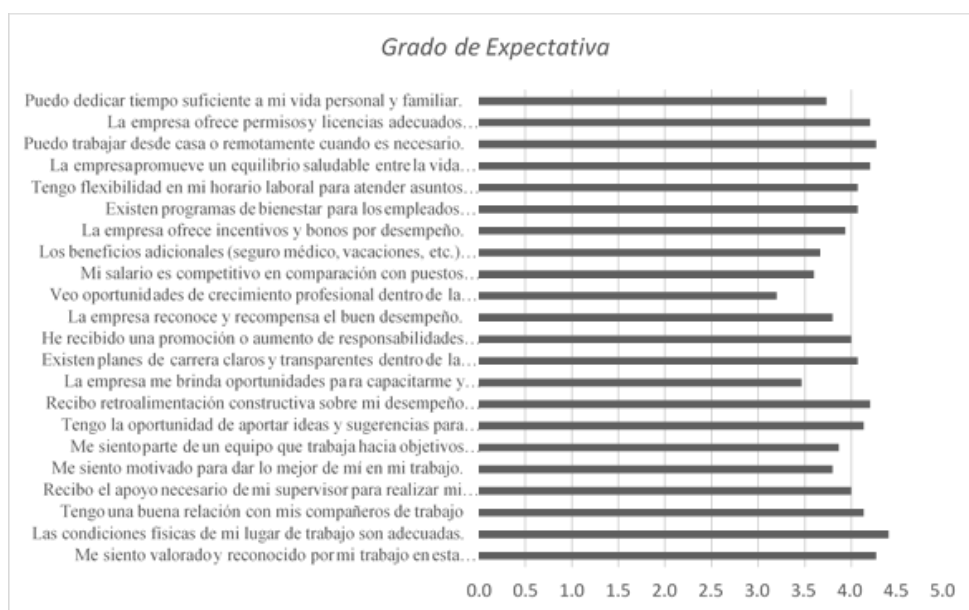 Grado de Expectativa
Puedo dedicar tiempo suficiente a mi vida personal y familiar.
La empresa ofrece permisos y licencias adecuados…
Puedo trabajar desde casa o remotamente cuando es necesario.
La empresa promueve un equilibrio saludable entre la vida…
Tengo flexibilidad en mi horario laboral para atender asuntos…
Existen programas de bienestar para los empleados…
La empresa ofrece incentivos y bonos por desempeño.
Los beneficios adicionales (seguro médico, vacaciones, etc.)…
Mi salario es competitivo en comparación con puestos…
Veo oportunidades de crecimiento profesional dentro de la…
La empresa reconoce y recompensa el buen desempeño.
He recibido una promoción o aumento de responsabilidades…
Existen planes de carrera claros y transparentes dentro de la…
La empresa me brinda oportunidades para capacitarme y…
Recibo retroalimentación constructiva sobre mi desempeño…
Tengo la oportunidad de aportar ideas y sugerencias para…
Me siento parte de un equipo que trabaja hacia objetivos…
Me siento motivado para dar lo mejor de mí en mi trabajo.
Recibo el apoyo necesario de mi supervisor para realizar mi…
Tengo una buena relación con mis compañeros de trabajo
Las condiciones físicas de mi lugar de trabajo son adecuadas.
Me siento valorado y reconocido por mi trabajo en esta…
0.0 0.5 1.0 1.5 2.0 2.5 3.0 3.5 4.0 4.5 5.0